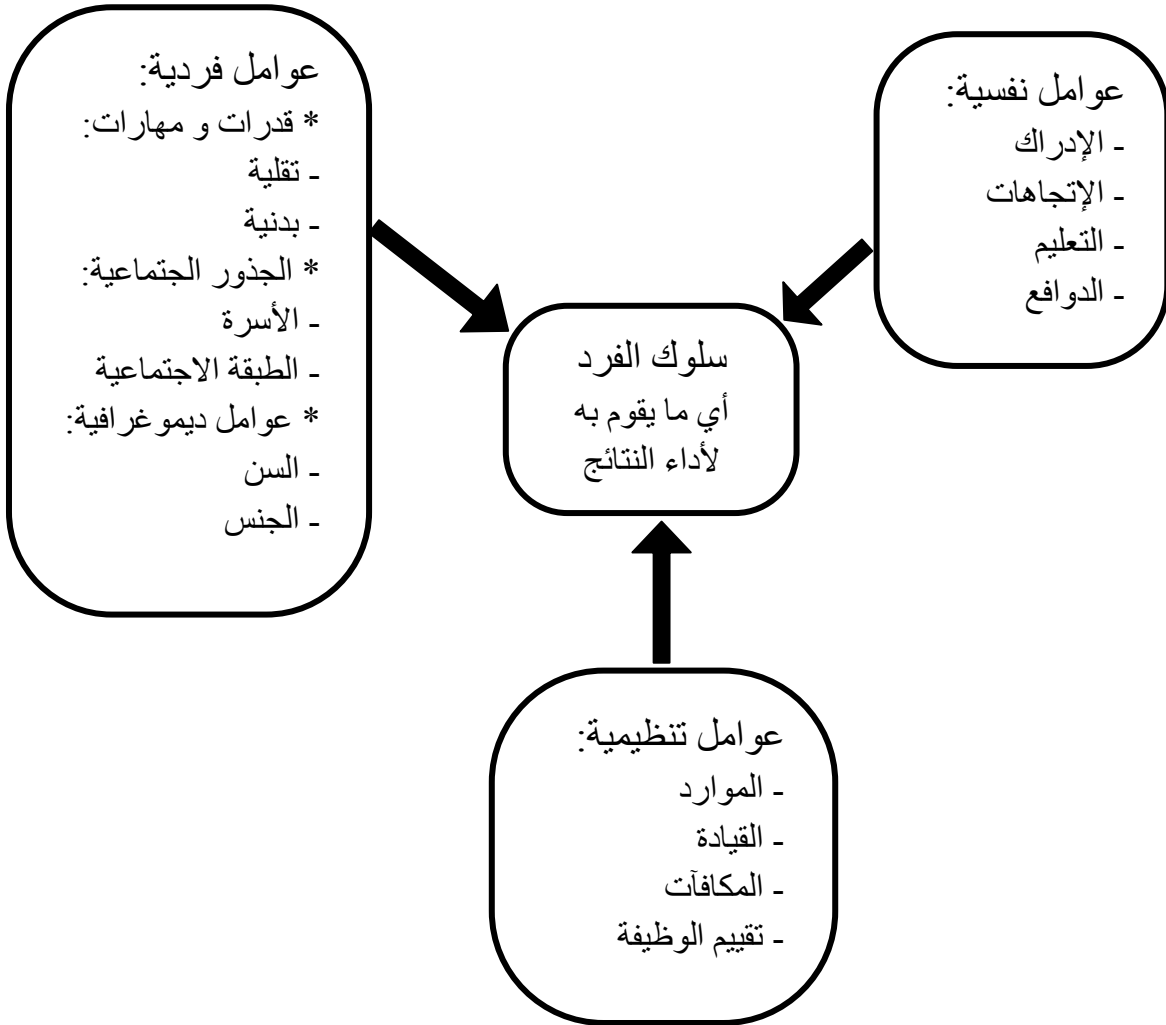 عوامل فردية:
* قدرات و مهارات:
- تقلية
- بدنية
* الجذور الجتماعية:
- الأسرة
- الطبقة الاجتماعية
* عوامل ديموغرافية:
- السن
- الجنس
عوامل نفسية:
- الإدراك
- الإتجاهات
- التعليم
- الدوافع
سلوك الفرد
أي ما يقوم به
لأداء النتائج
عوامل تنظيمية:
- الموارد
- القيادة
- المكافآت
- تقييم الوظيفة